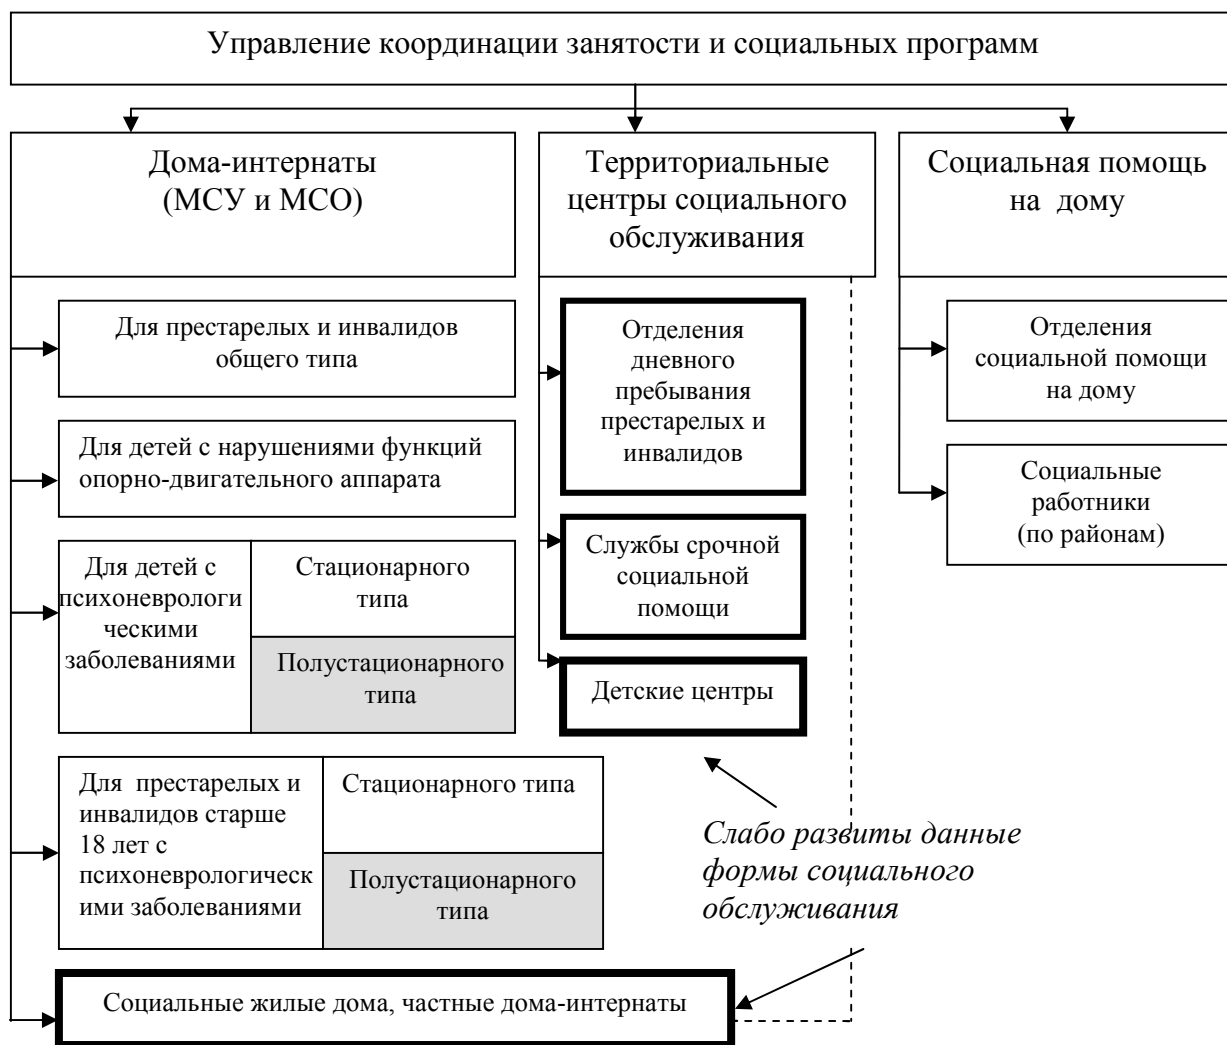 Управление координации занятости и социальных программ
Дома-интернаты
(МСУ и МСО)
Территориальные
центры социального
обслуживания
Социальная помощь
на дому
Для престарелых и инвалидов
общего типа
Для детей с нарушениями функций
опорно-двигательного аппарата
Для детей с
психоневрологи
ческими
заболеваниями
Стационарного
типа
Полустационарного
типа
Для престарелых и
инвалидов старше
18 лет с
психоневрологическ
ими заболеваниями
Стационарного типа
Полустационарного
типа
Социальные жилые дома, частные дома-интернаты
Отделения
дневного
пребывания
престарелых и
инвалидов
Службы срочной
социальной
помощи
Детские центры
Слабо развиты данные
формы социального
обслуживания
Отделения
социальной помощи
на дому
Социальные
работники
(по районам)